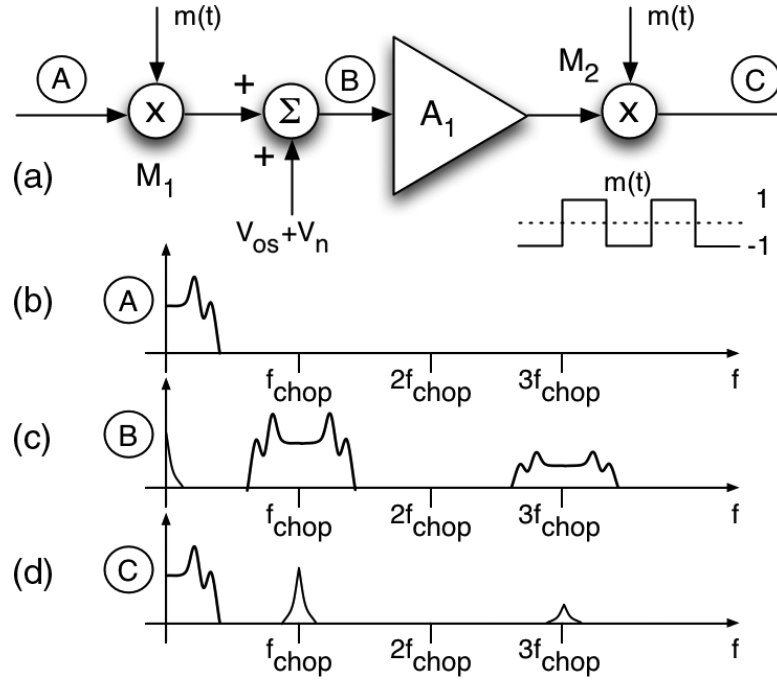 m(t) m(t)
A + B M2 C
x Σ A1 x
(a) M1 + m(t) 1
Vos+Vn -1
(b) A
fchop 2fchop 3fchop f
(c) B
fchop 2fchop 3fchop f
(d) C
fchop 2fchop 3fchop f